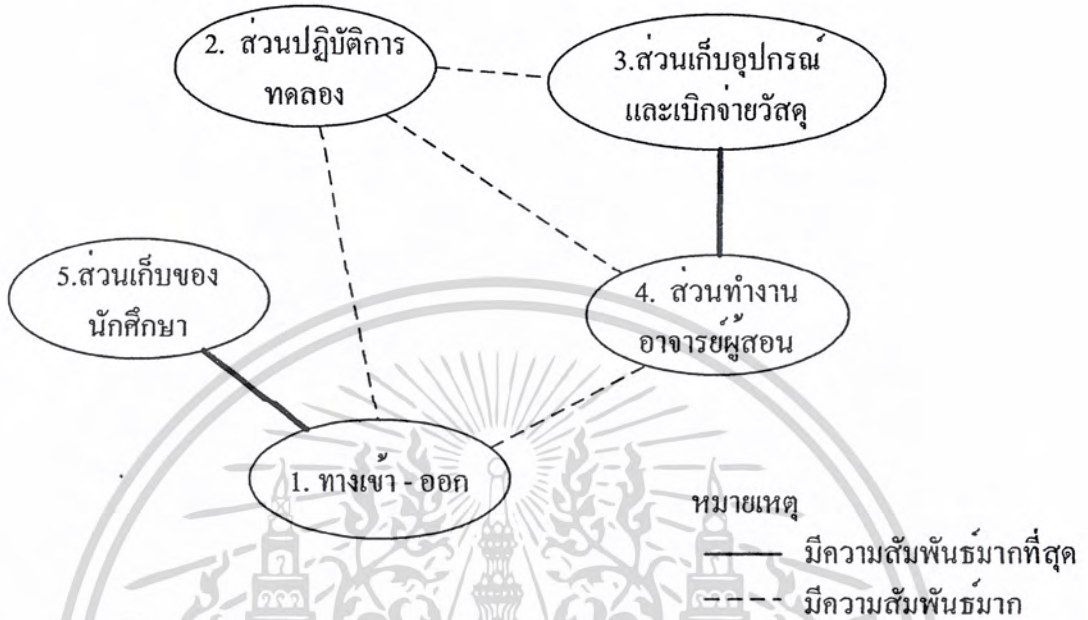 2. ส่วนปฏิบัติการ
ทดลอง
3.ส่วนเก็บอุปกรณ์
และเบิกจ่ายวัสดุ
5.ส่วนเก็บของ
นักศึกษา
4. ส่วนทำงาน
อาจารย์ผู้สอน
1. ทางเข้า - ออก
หมายเหตุ
มีความสัมพันธ์มากที่สุด
มีความสัมพันธ์มาก